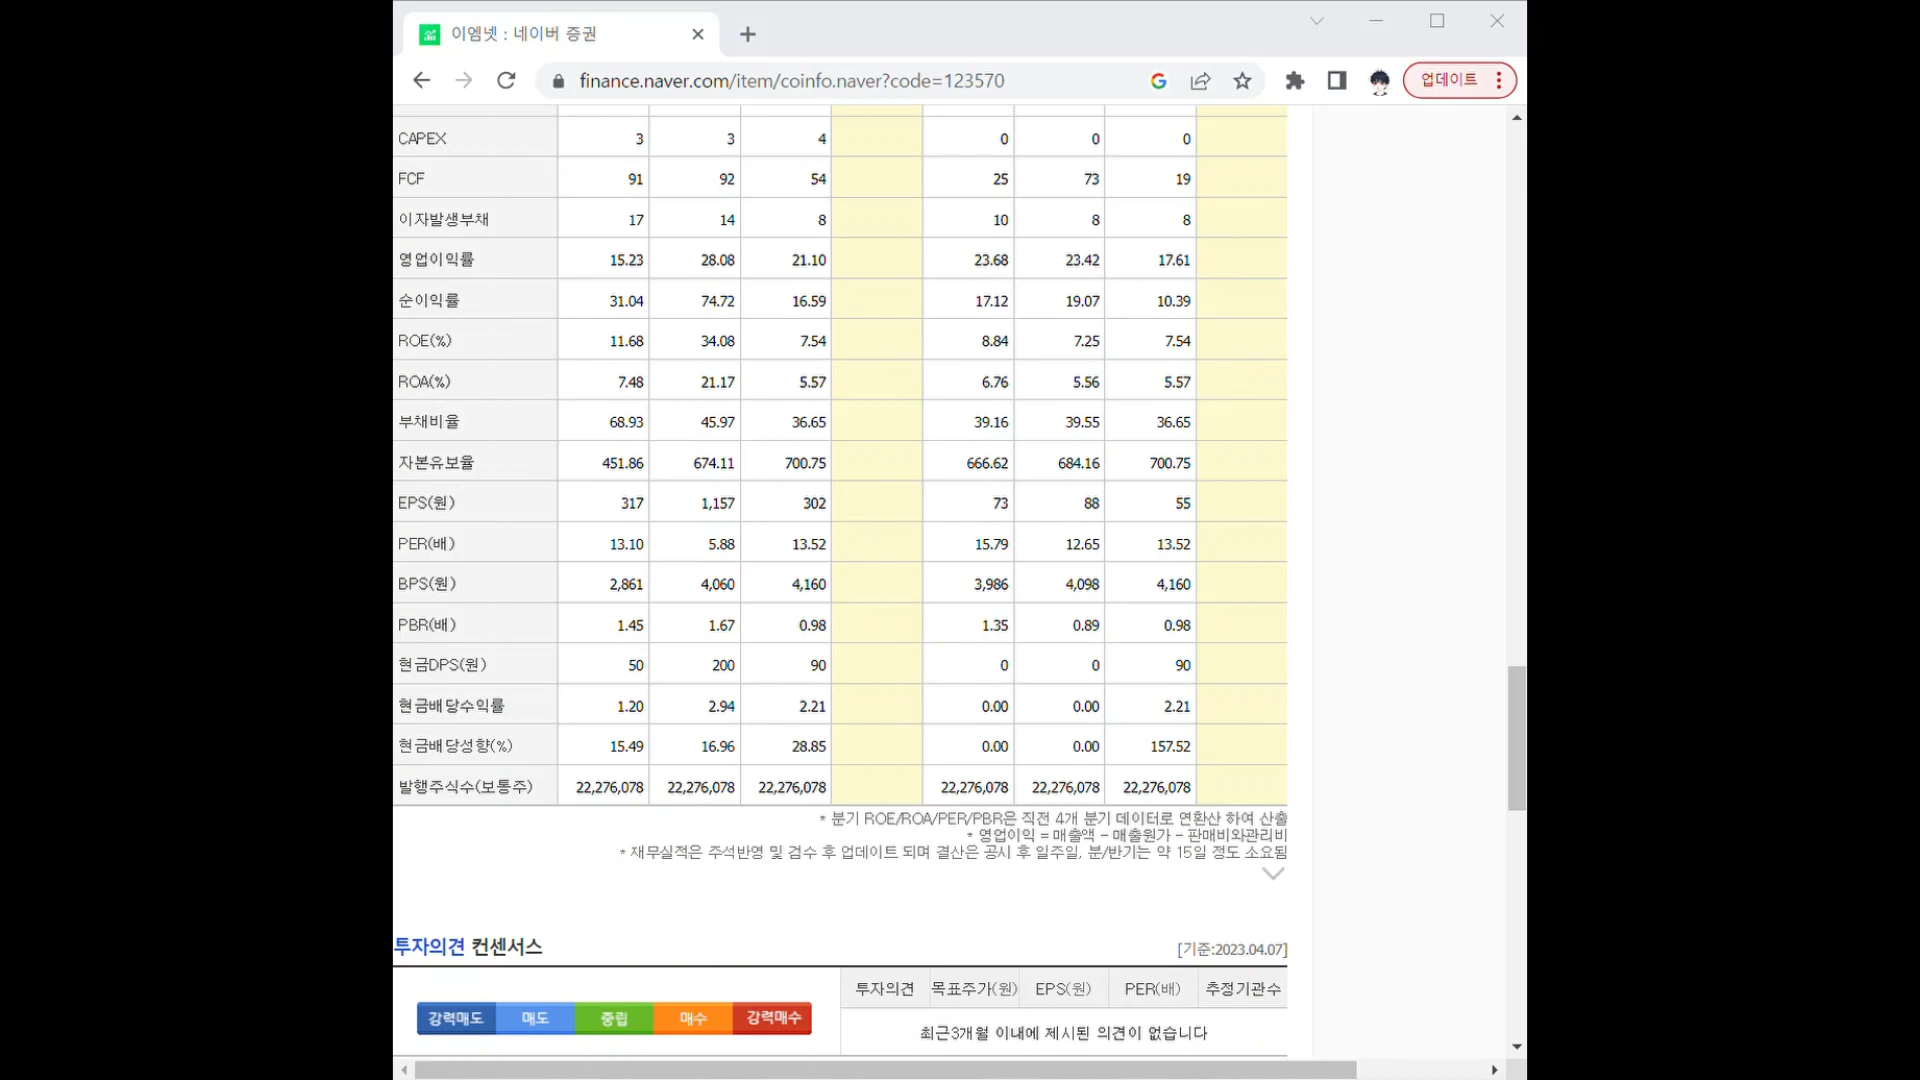 이엠넷 : 네이버 증권
finance.naver.com/item/coinfo.naver?code=123570
업데이트
CAPEX 3 3 4 0 0 0
FCF 91 92 54 25 73 19
이자발생부채 17 14 8 10 8 8
영업이익률 15.23 28.08 21.10 23.68 23.42 17.61
순이익률 31.04 74.72 16.59 17.12 19.07 10.39
ROE(%) 11.68 34.08 7.54 8.84 7.25 7.54
ROA(%) 7.48 21.17 5.57 6.76 5.56 5.57
부채비율 68.93 45.97 36.65 39.16 39.55 36.65
자본유보율 451.86 674.11 700.75 666.62 684.16 700.75
EPS(원) 317 1,157 302 73 88 55
PER(배) 13.10 5.88 13.52 15.79 12.65 13.52
BPS(원) 2,861 4,060 4,160 3,986 4,098 4,160
PBR(배) 1.45 1.67 0.98 1.35 0.89 0.98
현금DPS(원) 50 200 90 0 0 90
현금배당수익률 1.20 2.94 2.21 0.00 0.00 2.21
현금배당성향(%) 15.49 16.96 28.85 0.00 0.00 157.52
발행주식수(보통주) 22,276,078 22,276,078 22,276,078 22,276,078 22,276,078 22,276,078
* 분기 ROE/ROA/PER/PBR은 직전 4개 분기 데이터로 연환산 하여 산출
* 영업이익 = 매출액 - 매출원가 - 판매비와관리비
* 재무실적은 주석반영 및 검수 후 업데이트 되며 결산은 공시 후 일주일, 분/반기는 약 15일 정도 소요됨
투자의견 컨센서스 [기준:2023.04.07]
투자의견 목표주가(원) EPS(원) PER(배) 추정기관수
강력매도 매도 중립 매수 강력매수
최근3개월 이내에 제시된 의견이 없습니다